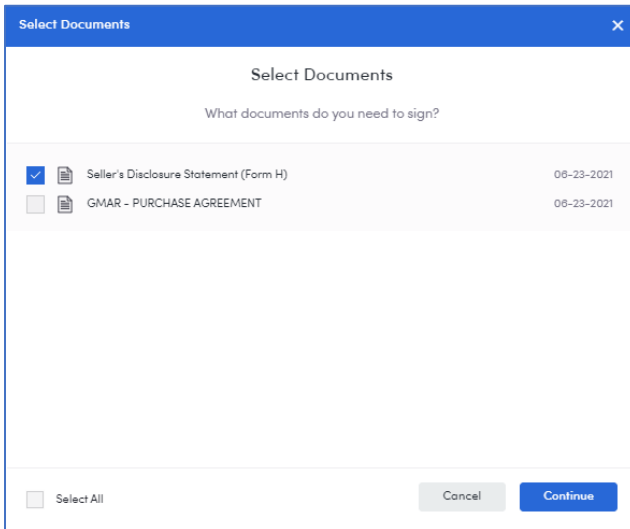 Select Documents
Select Documents
What documents do you need to sign?
Seller's Disclosure Statement (Form H) 06-23-2021
GMAR - PURCHASE AGREEMENT 06-23-2021
Select All Cancel Continue